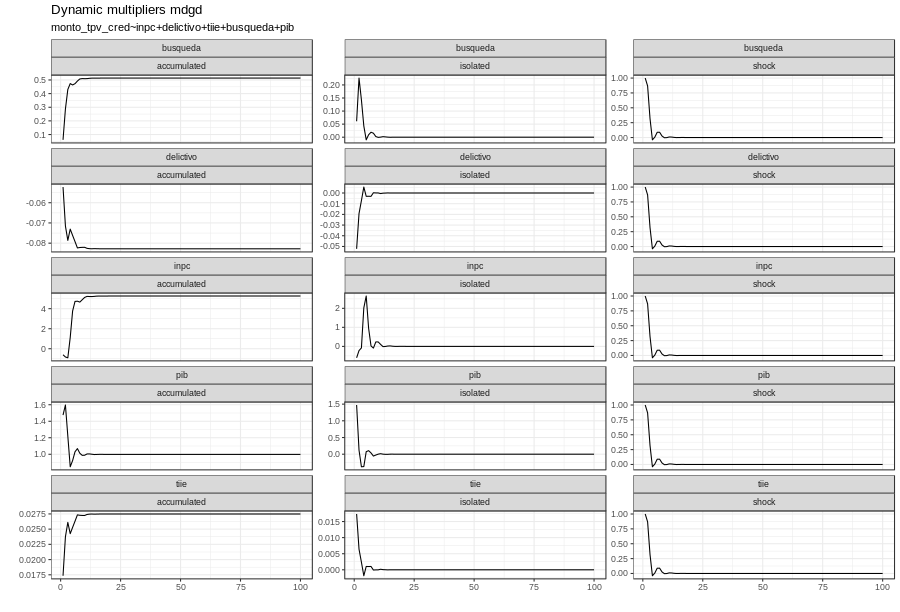 Dynamic multipliers mdgd
monto_tpv_cred~inpc+delictivo+tiie+busqueda+pib
busqueda
accumulated
0.5
0.4
0.3
0.2
0.1
busqueda
isolated
0.20
0.15
0.10
0.05
0.00
busqueda
shock
1.00
0.75
0.50
0.25
0.00
delictivo
accumulated
-0.06
-0.07
-0.08
delictivo
isolated
0.00
-0.01
-0.02
-0.03
-0.04
-0.05
delictivo
shock
1.00
0.75
0.50
0.25
0.00
inpc
accumulated
4
2
0
inpc
isolated
2
1
0
inpc
shock
1.00
0.75
0.50
0.25
0.00
pib
accumulated
1.6
1.4
1.2
1.0
pib
isolated
1.5
1.0
0.5
0.0
pib
shock
1.00
0.75
0.50
0.25
0.00
tiie
accumulated
0.0275
0.0250
0.0225
0.0200
0.0175
0 25 50 75 100
tiie
isolated
0.015
0.010
0.005
0.000
0 25 50 75 100
tiie
shock
1.00
0.75
0.50
0.25
0.00
0 25 50 75 100